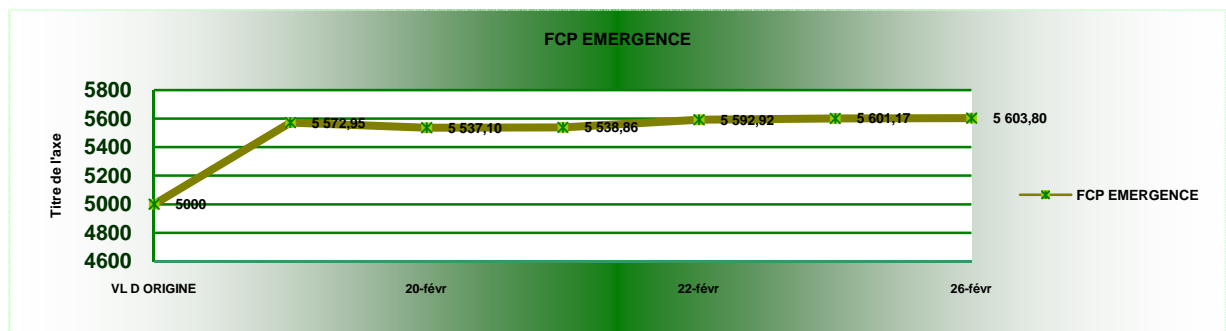 FCP EMERGENCE
5800
5600
5400
5200
5000
4800
4600
Titre de l'axe
5000
5 572,95
5 537,10
5 538,86
5 592,92
5 601,17
5 603,80
FCP EMERGENCE
VL D ORIGINE
20-févr
22-févr
26-févr